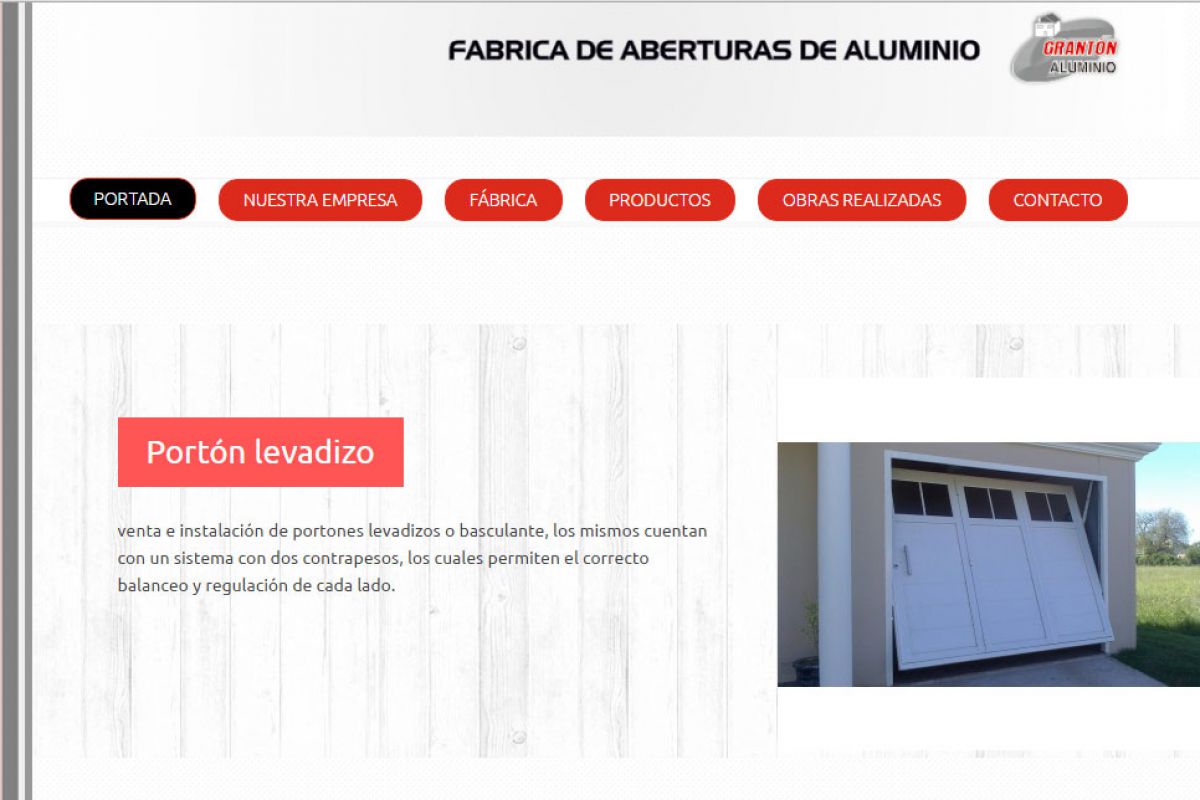 FABRICA DE ABERTURAS DE ALUMINIO
GRANTÓN
ALUMINIO
PORTADA
NUESTRA EMPRESA
FÁBRICA
PRODUCTOS
OBRAS REALIZADAS
CONTACTO
Portón levadizo
venta e instalación de portones levadizos o basculante, los mismos cuentan
con un sistema con dos contrapesos, los cuales permiten el correcto
balanceo y regulación de cada lado.